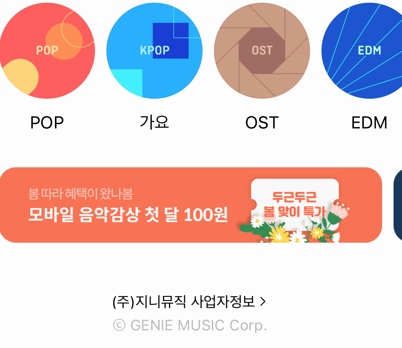 POP KPOP OST EDM
POP 가요 OST EDM
봄 따라 혜택이 왔나봄
모바일 음악감상 첫 달 100원
두근두근
봄 맞이 특가
(주)지니뮤직 사업자정보 >
© GENIE MUSIC Corp.